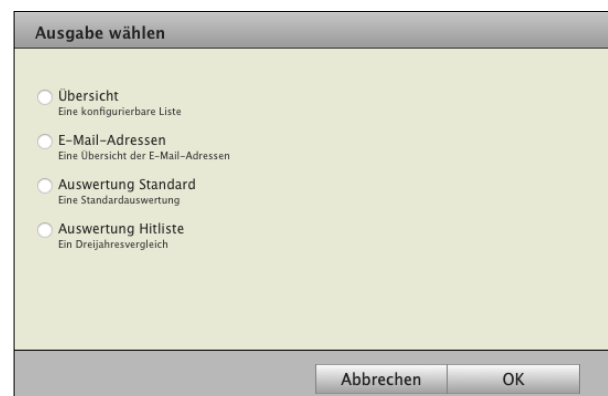 Ausgabe wählen
Übersicht
Eine konfigurierbare Liste
E-Mail-Adressen
Eine Übersicht der E-Mail-Adressen
Auswertung Standard
Eine Standardauswertung
Auswertung Hitliste
Ein Dreijahresvergleich
Abbrechen OK